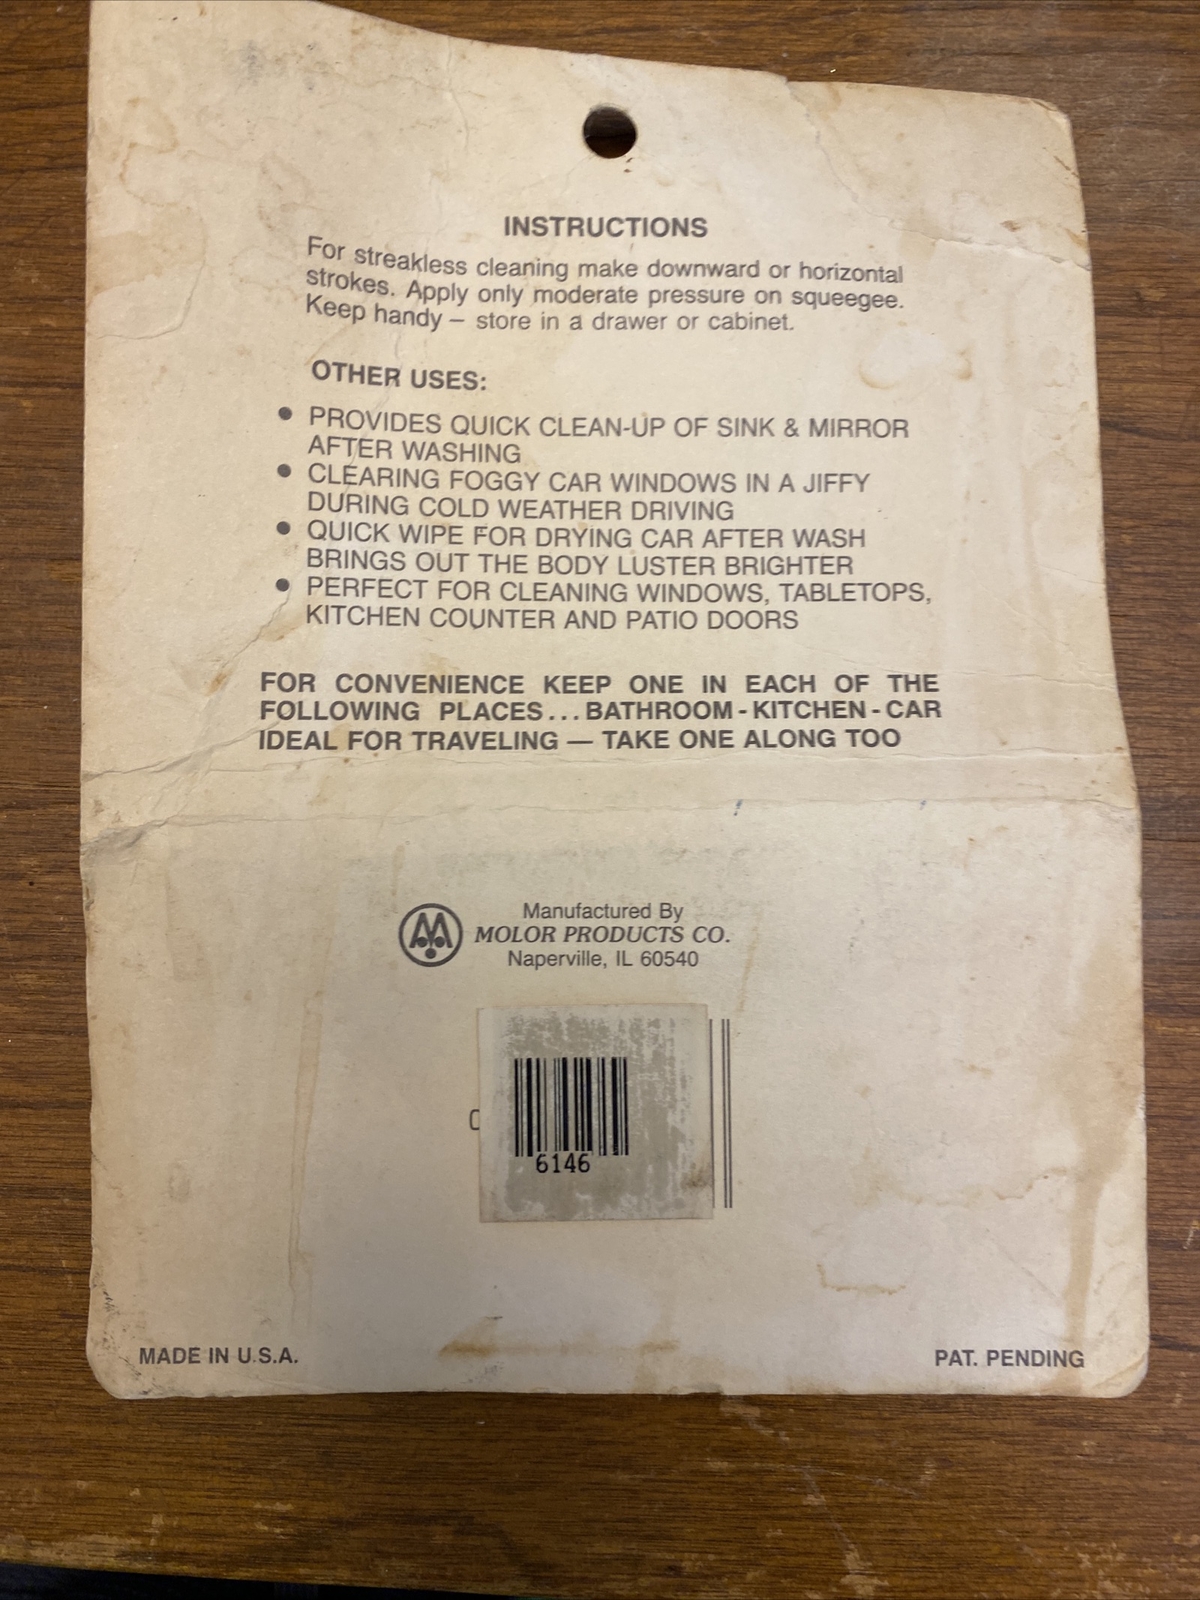 INSTRUCTIONS
For streakless cleaning make downward or horizontal
strokes. Apply only moderate pressure on squeegee.
Keep handy – store in a drawer or cabinet.
OTHER USES:
● PROVIDES QUICK CLEAN-UP OF SINK & MIRROR
AFTER WASHING
● CLEARING FOGGY CAR WINDOWS IN A JIFFY
DURING COLD WEATHER DRIVING
● QUICK WIPE FOR DRYING CAR AFTER WASH
BRINGS OUT THE BODY LUSTER BRIGHTER
● PERFECT FOR CLEANING WINDOWS, TABLETOPS,
KITCHEN COUNTER AND PATIO DOORS
FOR CONVENIENCE KEEP ONE IN EACH OF THE
FOLLOWING PLACES...BATHROOM - KITCHEN - CAR
IDEAL FOR TRAVELING — TAKE ONE ALONG TOO
Manufactured By
MOLOR PRODUCTS CO.
Naperville, IL 60540
6146
MADE IN U.S.A.
PAT. PENDING